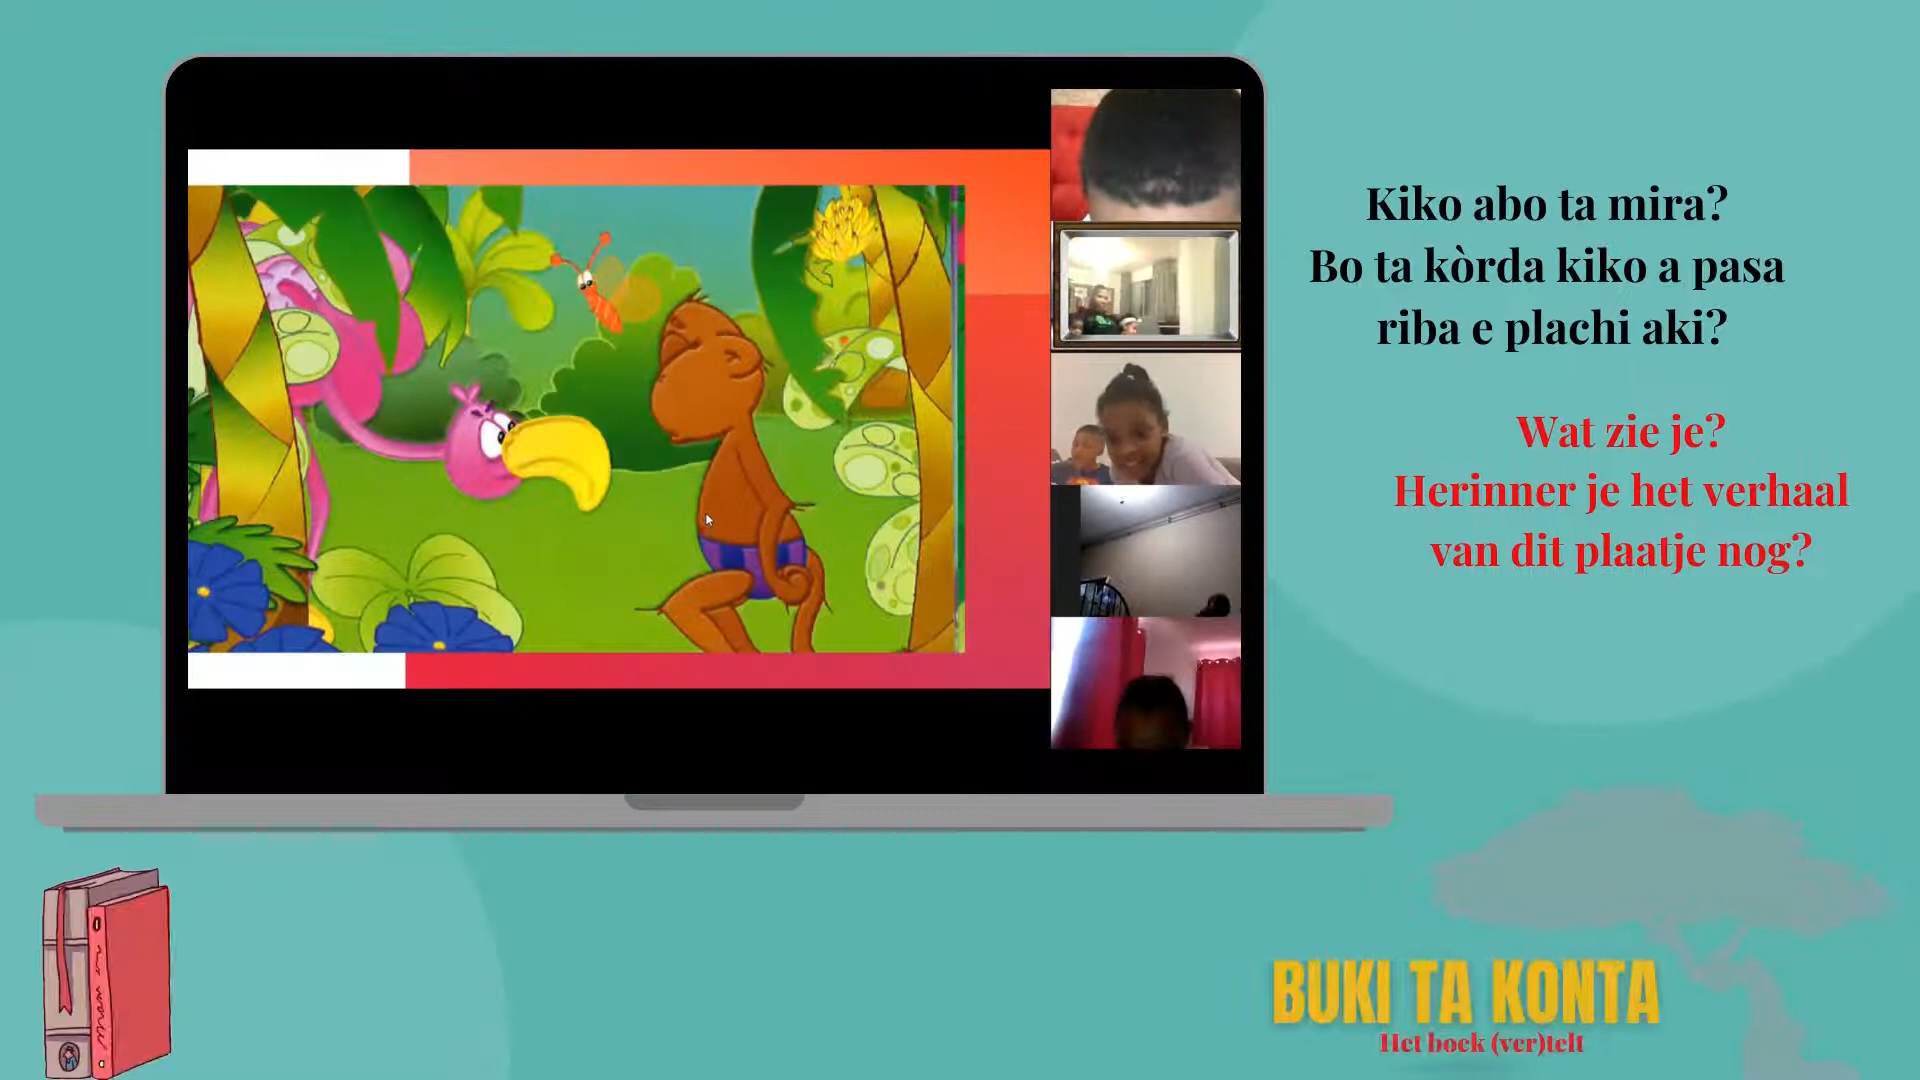 Kiko abo ta mira?
Bo ta kòrda kiko a pasa
riba e plachi aki?
Wat zie je?
Herinner je het verhaal
van dit plaatje nog?
BUKI TA KONTA
Het boek (ver)telt